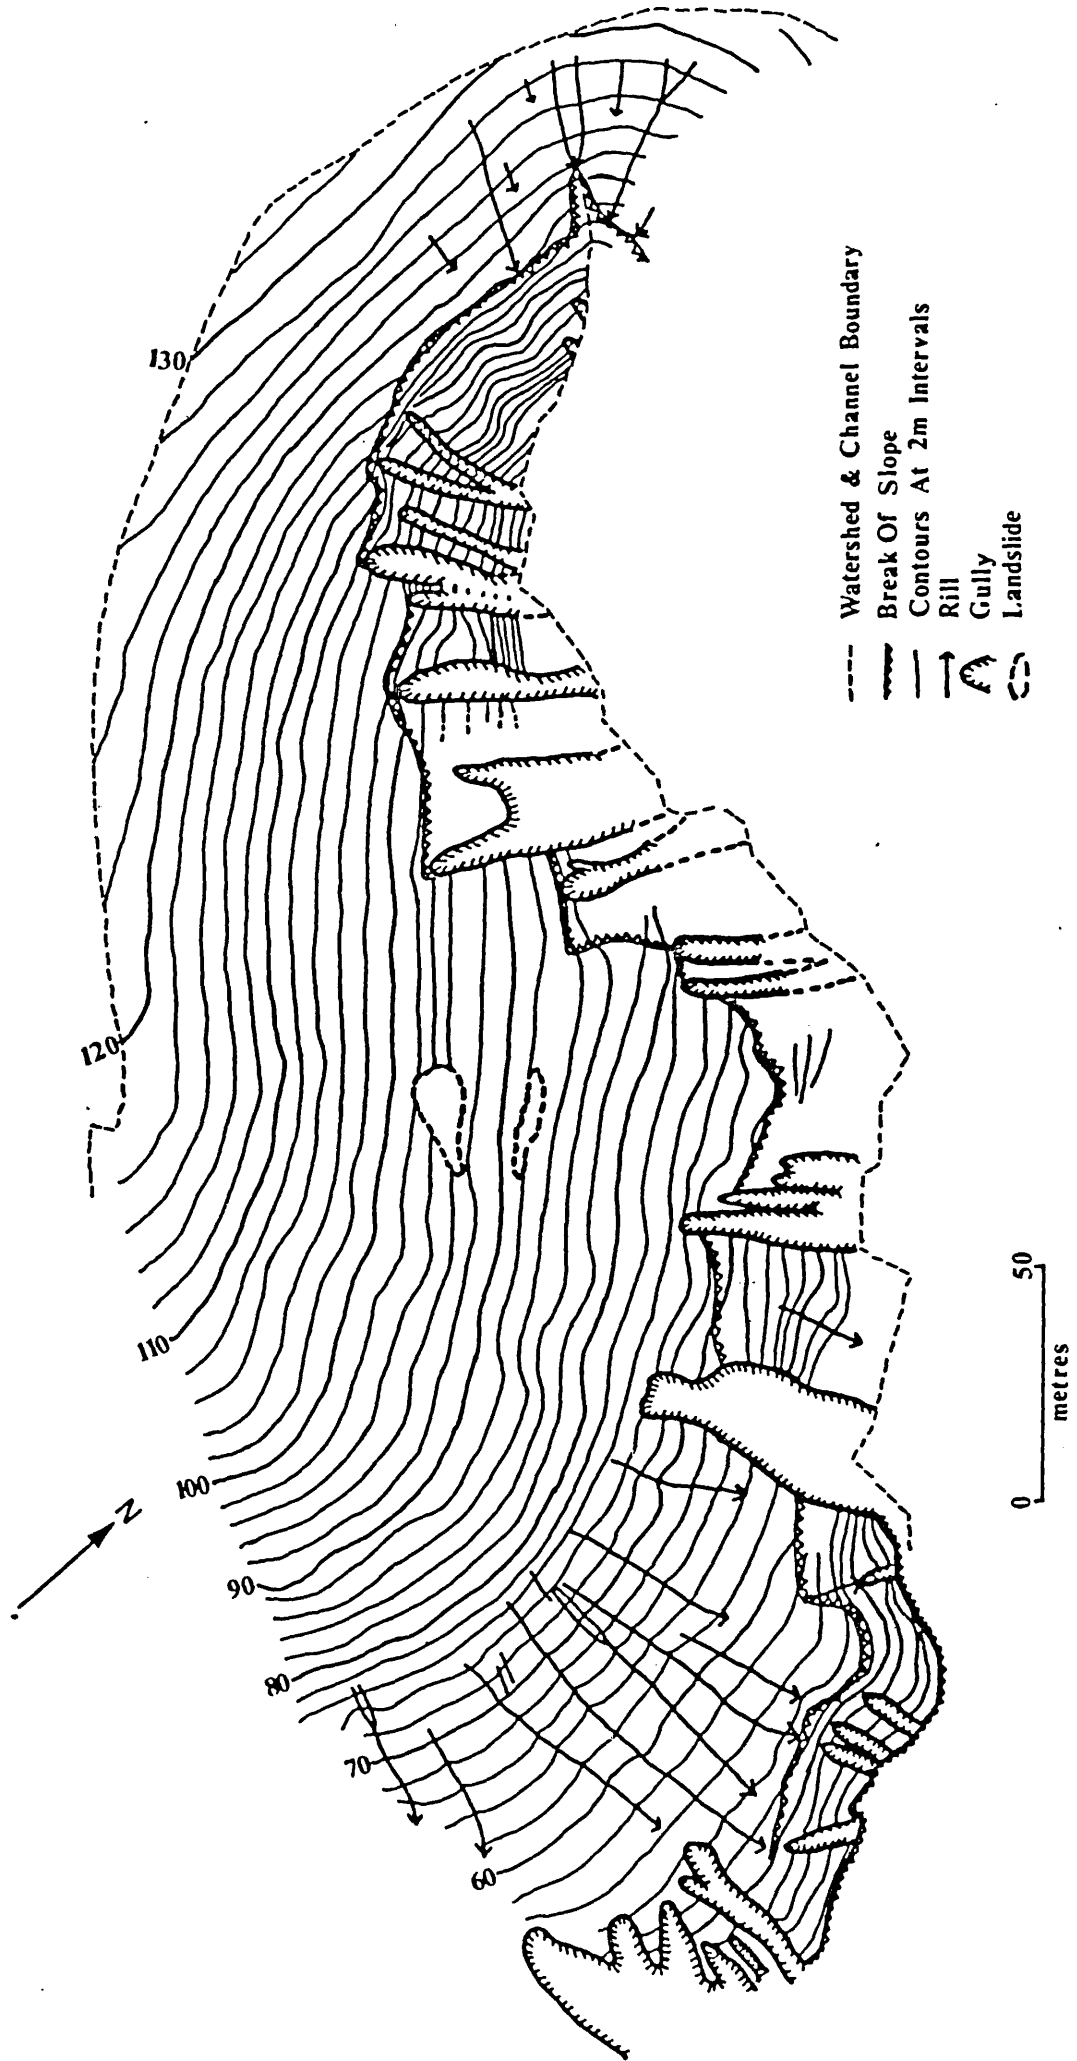 130
120
110
100
90
80
70
60
N
Watershed & Channel Boundary
Break Of Slope
Contours At 2m Intervals
Rill
Gully
Landslide
0
50
metres